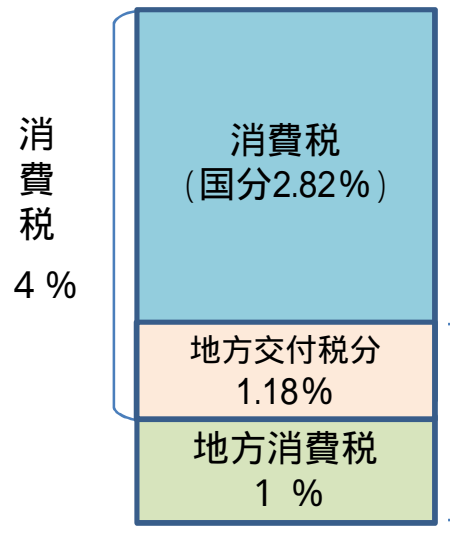 消費税
4 %
消費税
(国分2.82%)
地方交付税分
1.18%
地方消費税
1 %